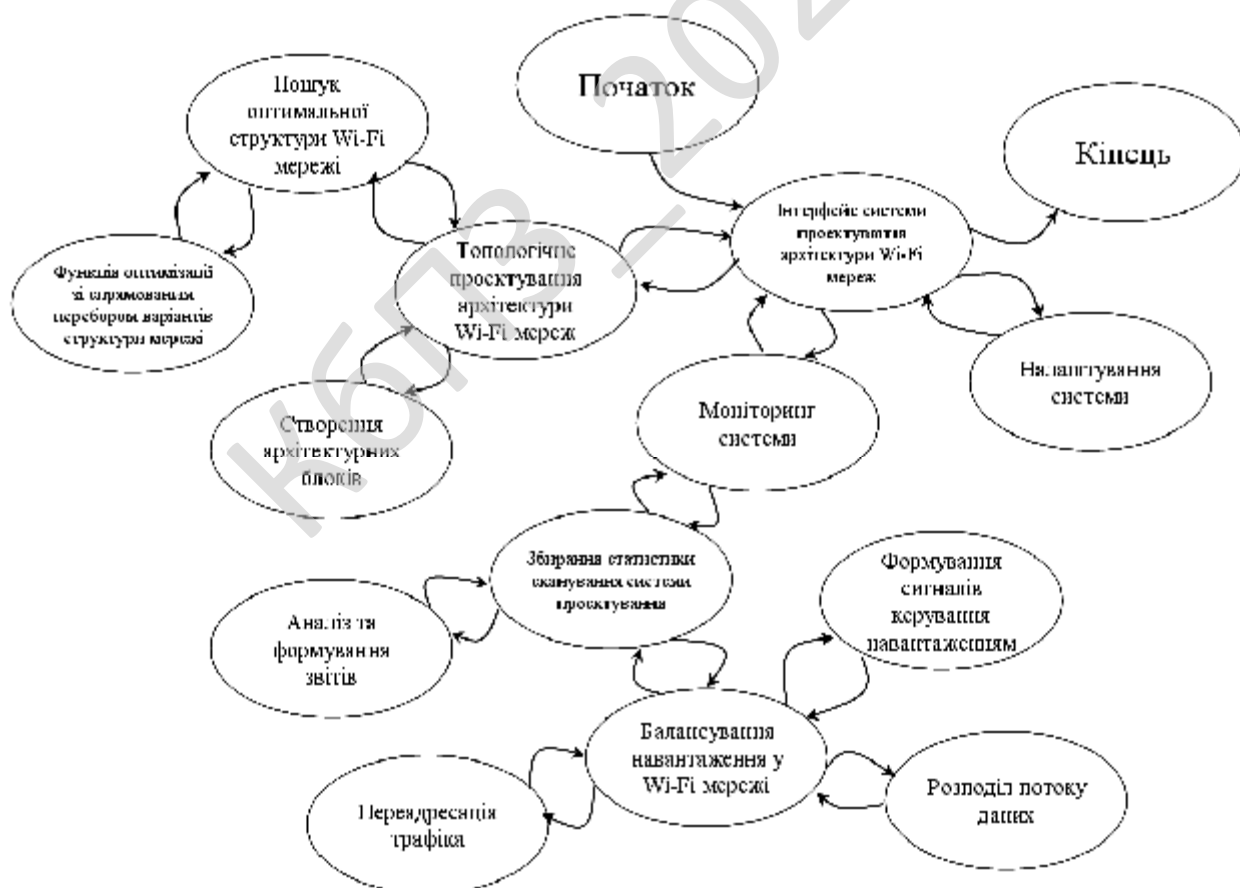 Початок
Пошук
оптимальної
структури Wi-Fi
мережі
Кінець
Інтерфейс системи
проектування
архітектури Wi-Fi
мереж
Топологічне
проєктування
архітектури
Wi-Fi мереж
Функція оптимізації
зі спрямованим
перебором варіантів
структури мережі
Налаштування
системи
Моніторинг
системи
Створення
архітектурних
блоків
Збирання статистики
сканування системи
проєктування
Формування
сигналів
керування
навантаженням
Аналіз та
формування
звітів
Балансування
навантаження у
Wi-Fi мережі
Розподіл потоку
даних
Переадресація
трафіка
КбПЗ_202